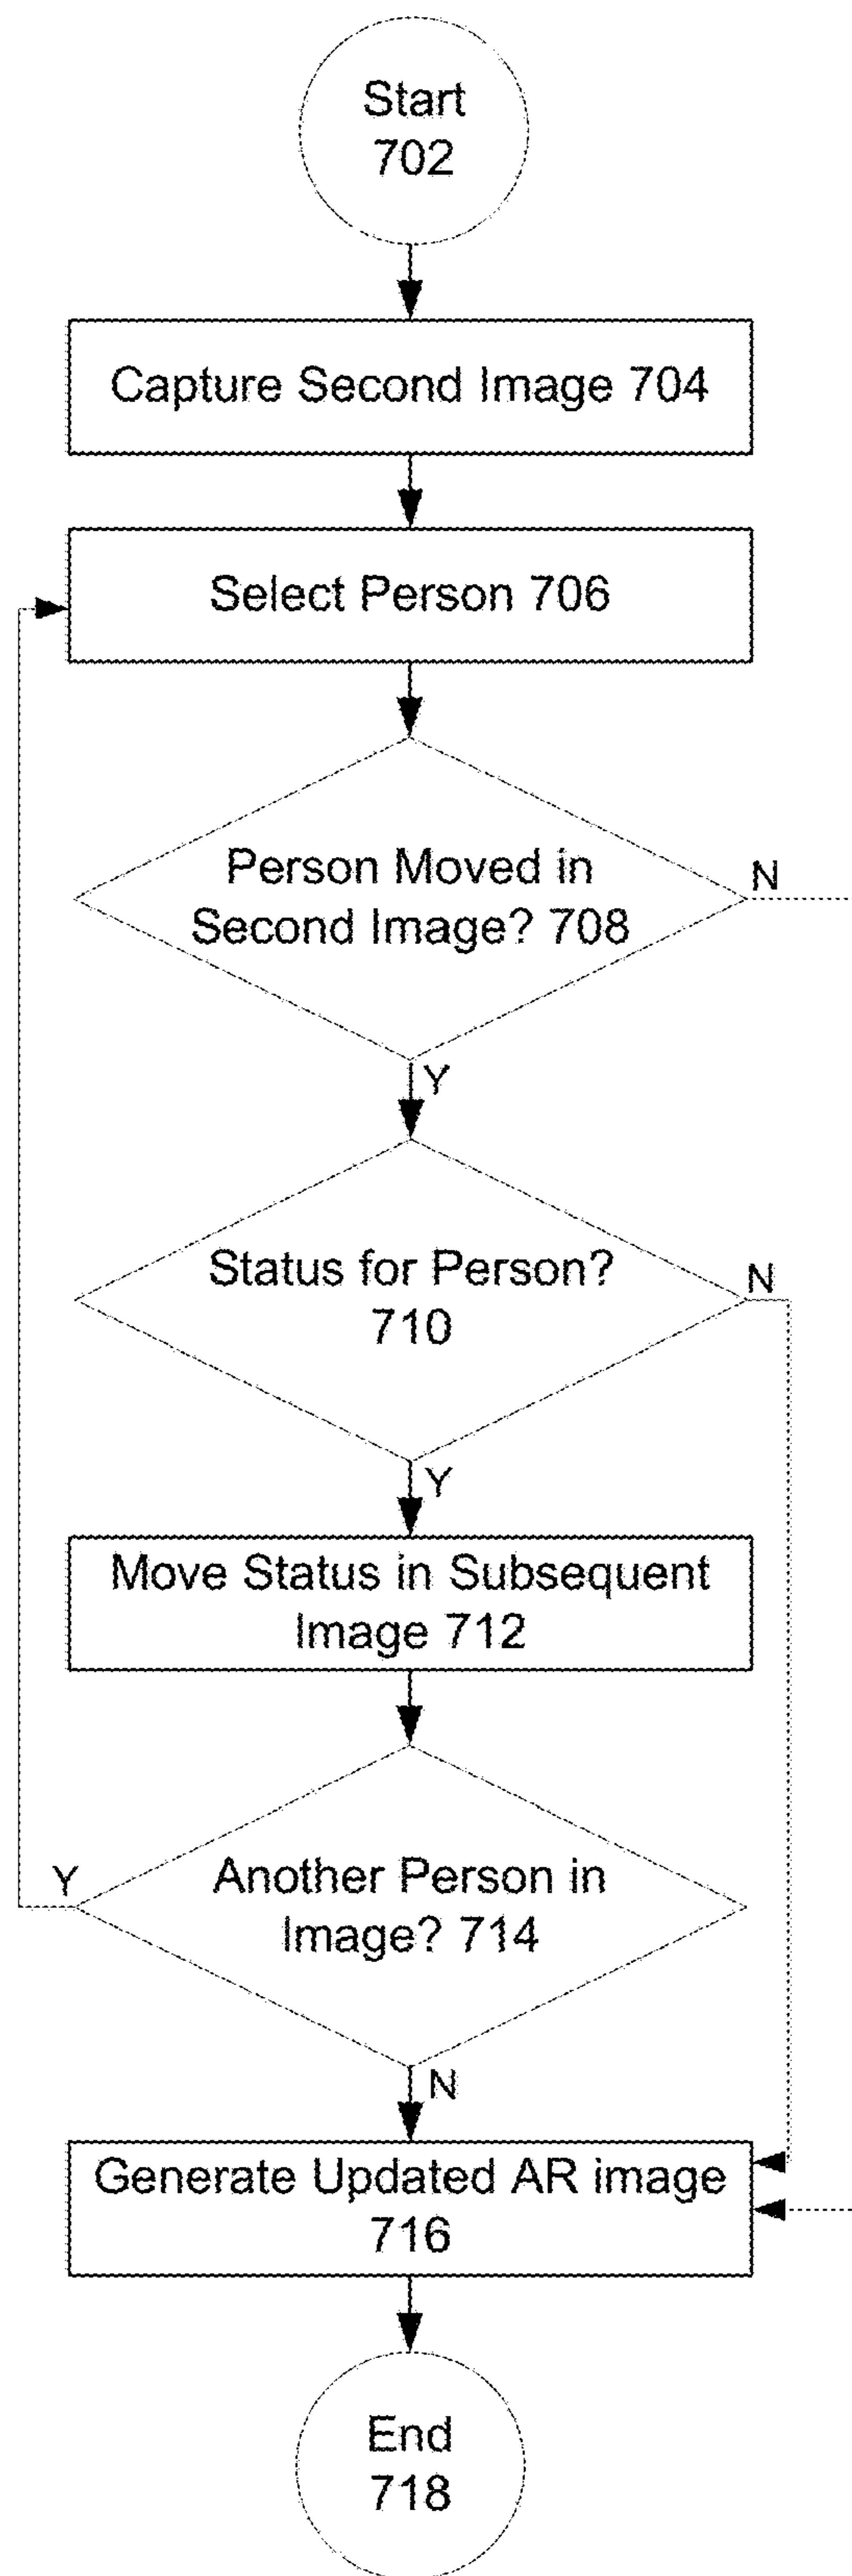 Start
702
Capture Second Image 704
Select Person 706
Person Moved in
Second Image? 708
N
Y
Status for Person?
710
N
Y
Move Status in Subsequent
Image 712
Another Person in
Image? 714
Y
N
Generate Updated AR image
716
End
718